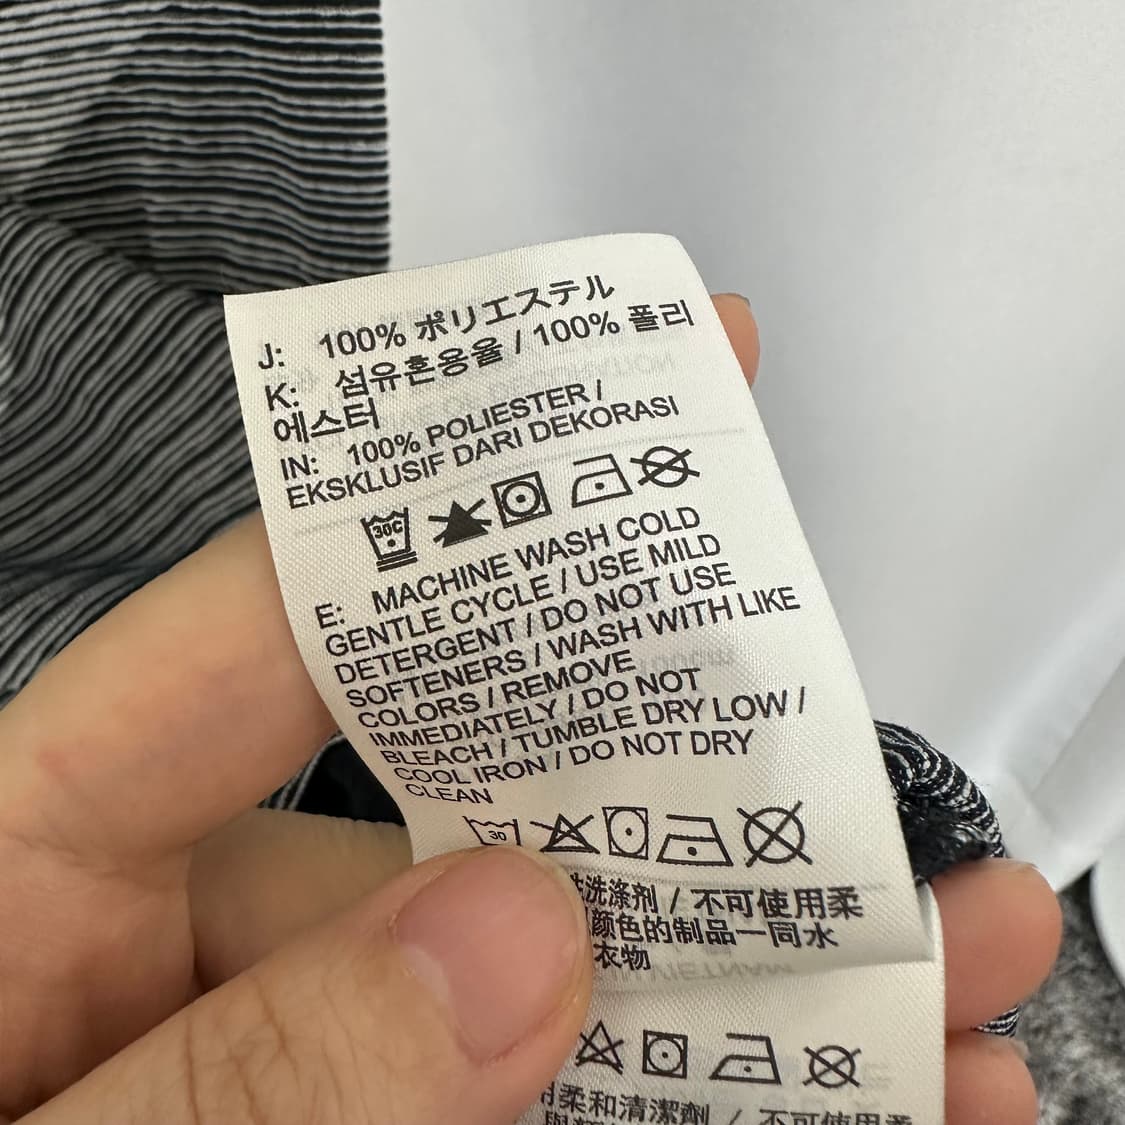 J: 100% ポリエステル
K: 섬유혼용율 / 100% 폴리
에스터
IN: 100% POLIESTER /
EKSKLUSIF DARI DEKORASI
30C
E: MACHINE WASH COLD
GENTLE CYCLE / USE MILD
DETERGENT / DO NOT USE
SOFTENERS / WASH WITH LIKE
COLORS / REMOVE
IMMEDIATELY / DO NOT
BLEACH / TUMBLE DRY LOW /
COOL IRON / DO NOT DRY
CLEAN
30
洗涤剂 / 不可使用柔
颜色的制品一同水
衣物
用柔和清潔劑 / 不可使用柔